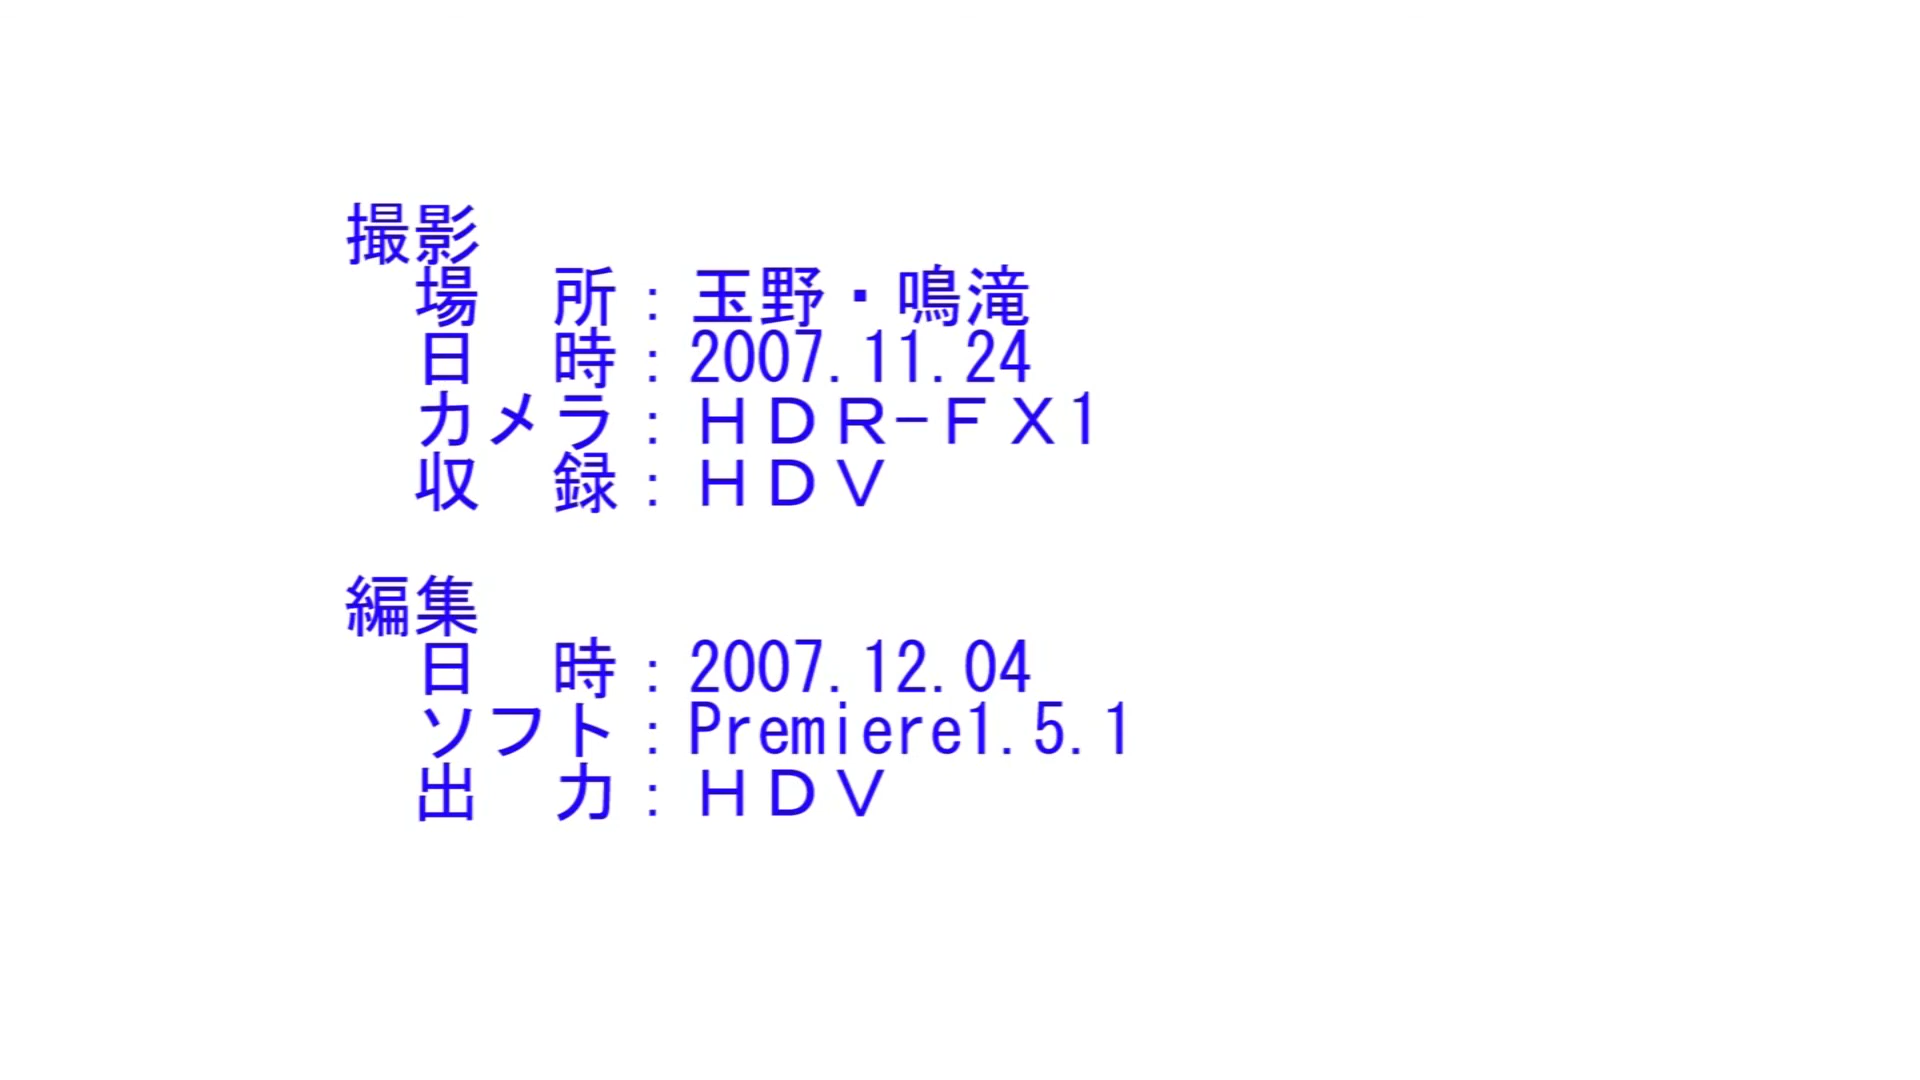 撮影
場　所：玉野・鳴滝
日　時：2007.11.24
カメラ：ＨＤＲ-ＦＸ1
収　録：ＨＤＶ
編集
日　時：2007.12.04
ソフト：Premiere1.5.1
出　力：ＨＤＶ